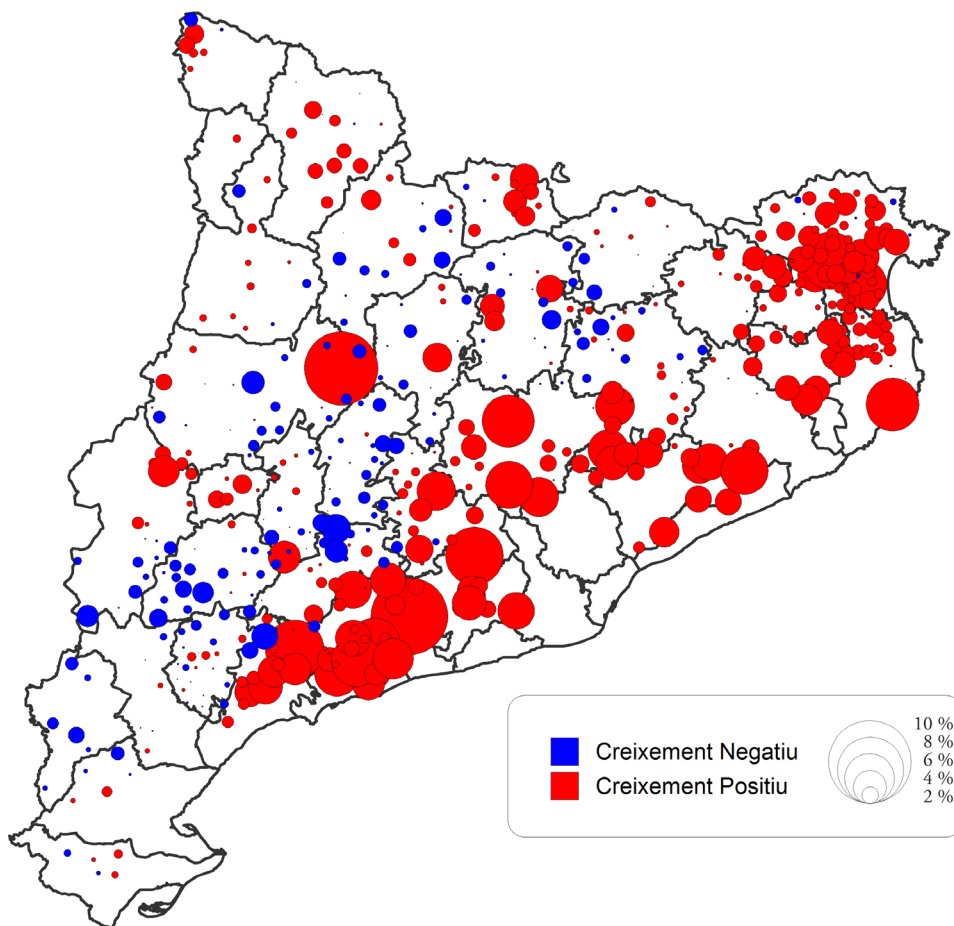 Creixement Negatiu
Creixement Positiu
10 %
8 %
6 %
4 %
2 %